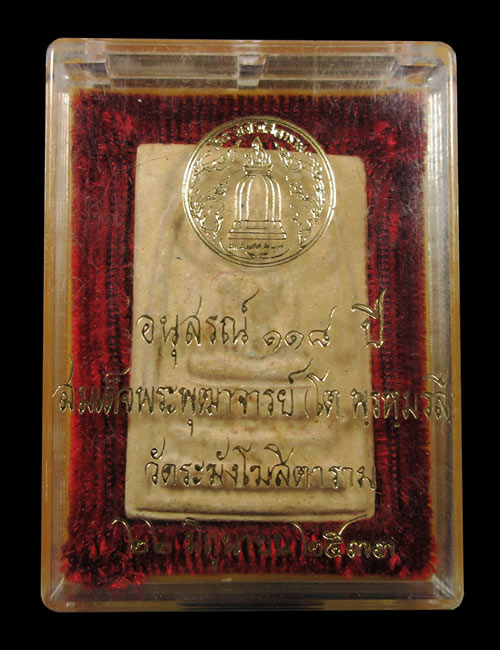 อนุสรณ์ ๑๑๘ ปี
สมเด็จพระพุฒาจารย์ (โต พฺรหฺมรํสี)
วัดระฆังโฆสิตาราม
๒๒ มิถุนายน ๒๕๓๓